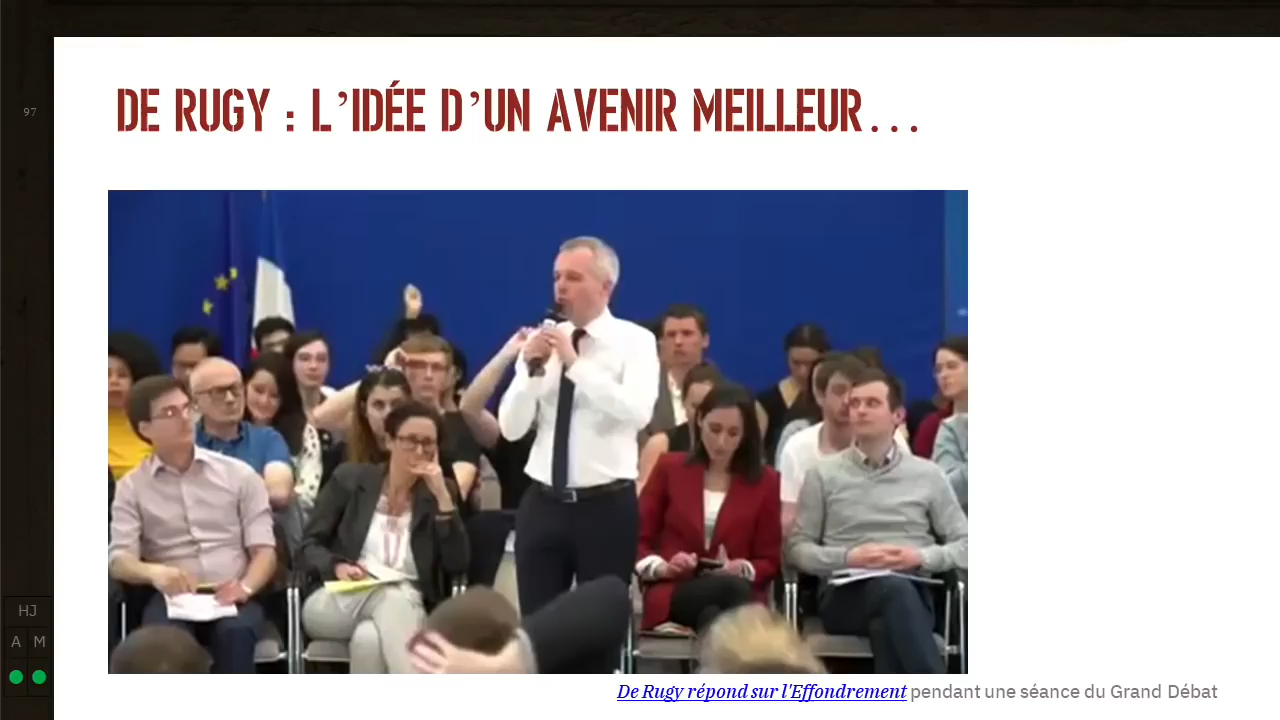 97
DE RUGY : L’IDÉE D’UN AVENIR MEILLEUR…
HJ
A M
De Rugy répond sur l'Effondrement pendant une séance du Grand Débat